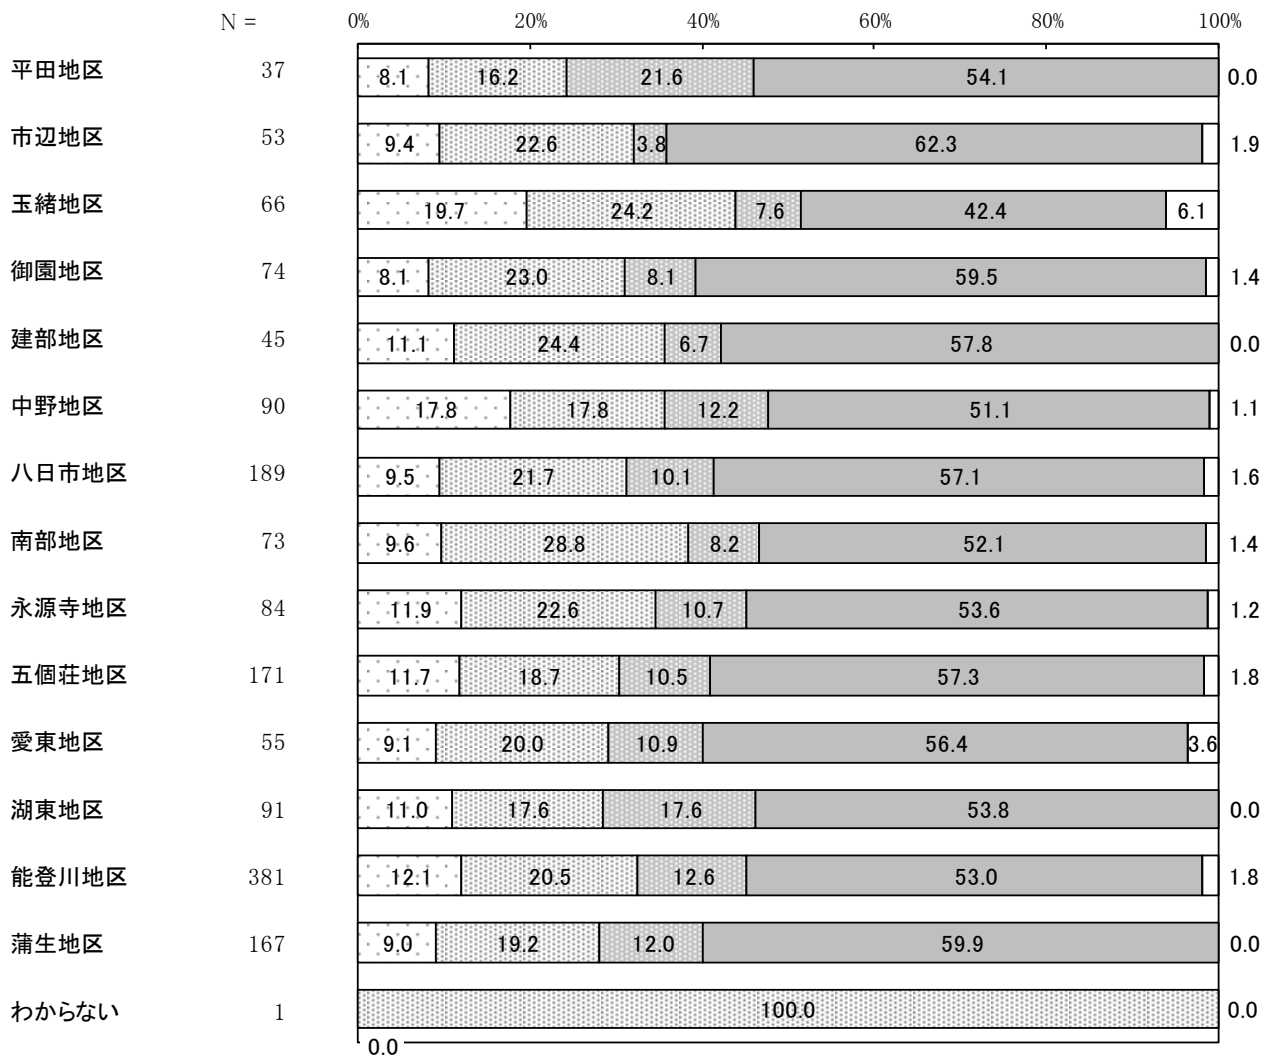 N = 0% 20% 40% 60% 80% 100%
平田地区 37 8.1 16.2 21.6 54.1 0.0
市辺地区 53 9.4 22.6 3.8 62.3 1.9
玉緒地区 66 19.7 24.2 7.6 42.4 6.1
御園地区 74 8.1 23.0 8.1 59.5 1.4
建部地区 45 11.1 24.4 6.7 57.8 0.0
中野地区 90 17.8 17.8 12.2 51.1 1.1
八日市地区 189 9.5 21.7 10.1 57.1 1.6
南部地区 73 9.6 28.8 8.2 52.1 1.4
永源寺地区 84 11.9 22.6 10.7 53.6 1.2
五個荘地区 171 11.7 18.7 10.5 57.3 1.8
愛東地区 55 9.1 20.0 10.9 56.4 3.6
湖東地区 91 11.0 17.6 17.6 53.8 0.0
能登川地区 381 12.1 20.5 12.6 53.0 1.8
蒲生地区 167 9.0 19.2 12.0 59.9 0.0
わからない 1 100.0 0.0
0.0